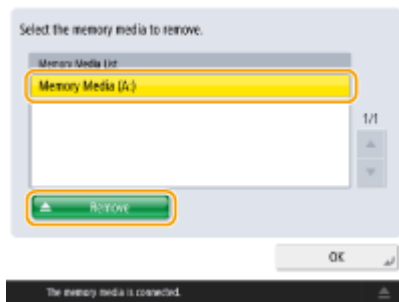 Select the memory media to remove.
Memory Media List
Memory Media (A:)
1/1
Remove
OK
The memory media is connected.